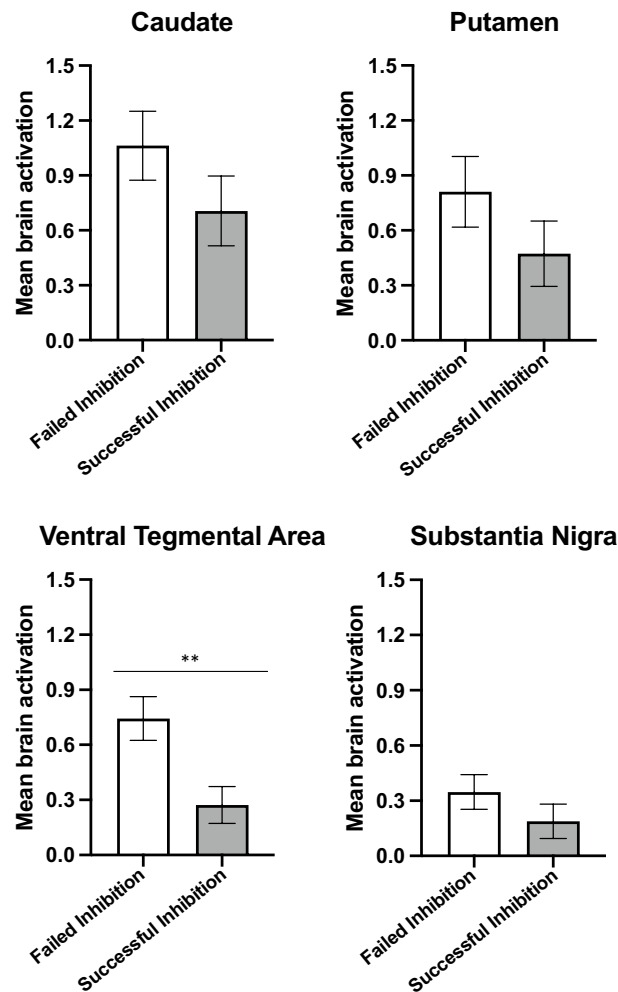 Caudate
Mean brain activation
1.5
1.2
0.9
0.6
0.3
0.0
Failed Inhibition
Successful Inhibition
Putamen
Mean brain activation
1.5
1.2
0.9
0.6
0.3
0.0
Failed Inhibition
Successful Inhibition
Ventral Tegmental Area
Mean brain activation
1.5
1.2
0.9
0.6
0.3
0.0
**
Failed Inhibition
Successful Inhibition
Substantia Nigra
Mean brain activation
1.5
1.2
0.9
0.6
0.3
0.0
Failed Inhibition
Successful Inhibition